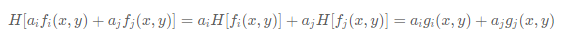 H[a_i f_i(x, y) + a_j f_j(x, y)] = a_i H[f_i(x, y)] + a_j H[f_j(x, y)] = a_i g_i(x, y) + a_j g_j(x, y)